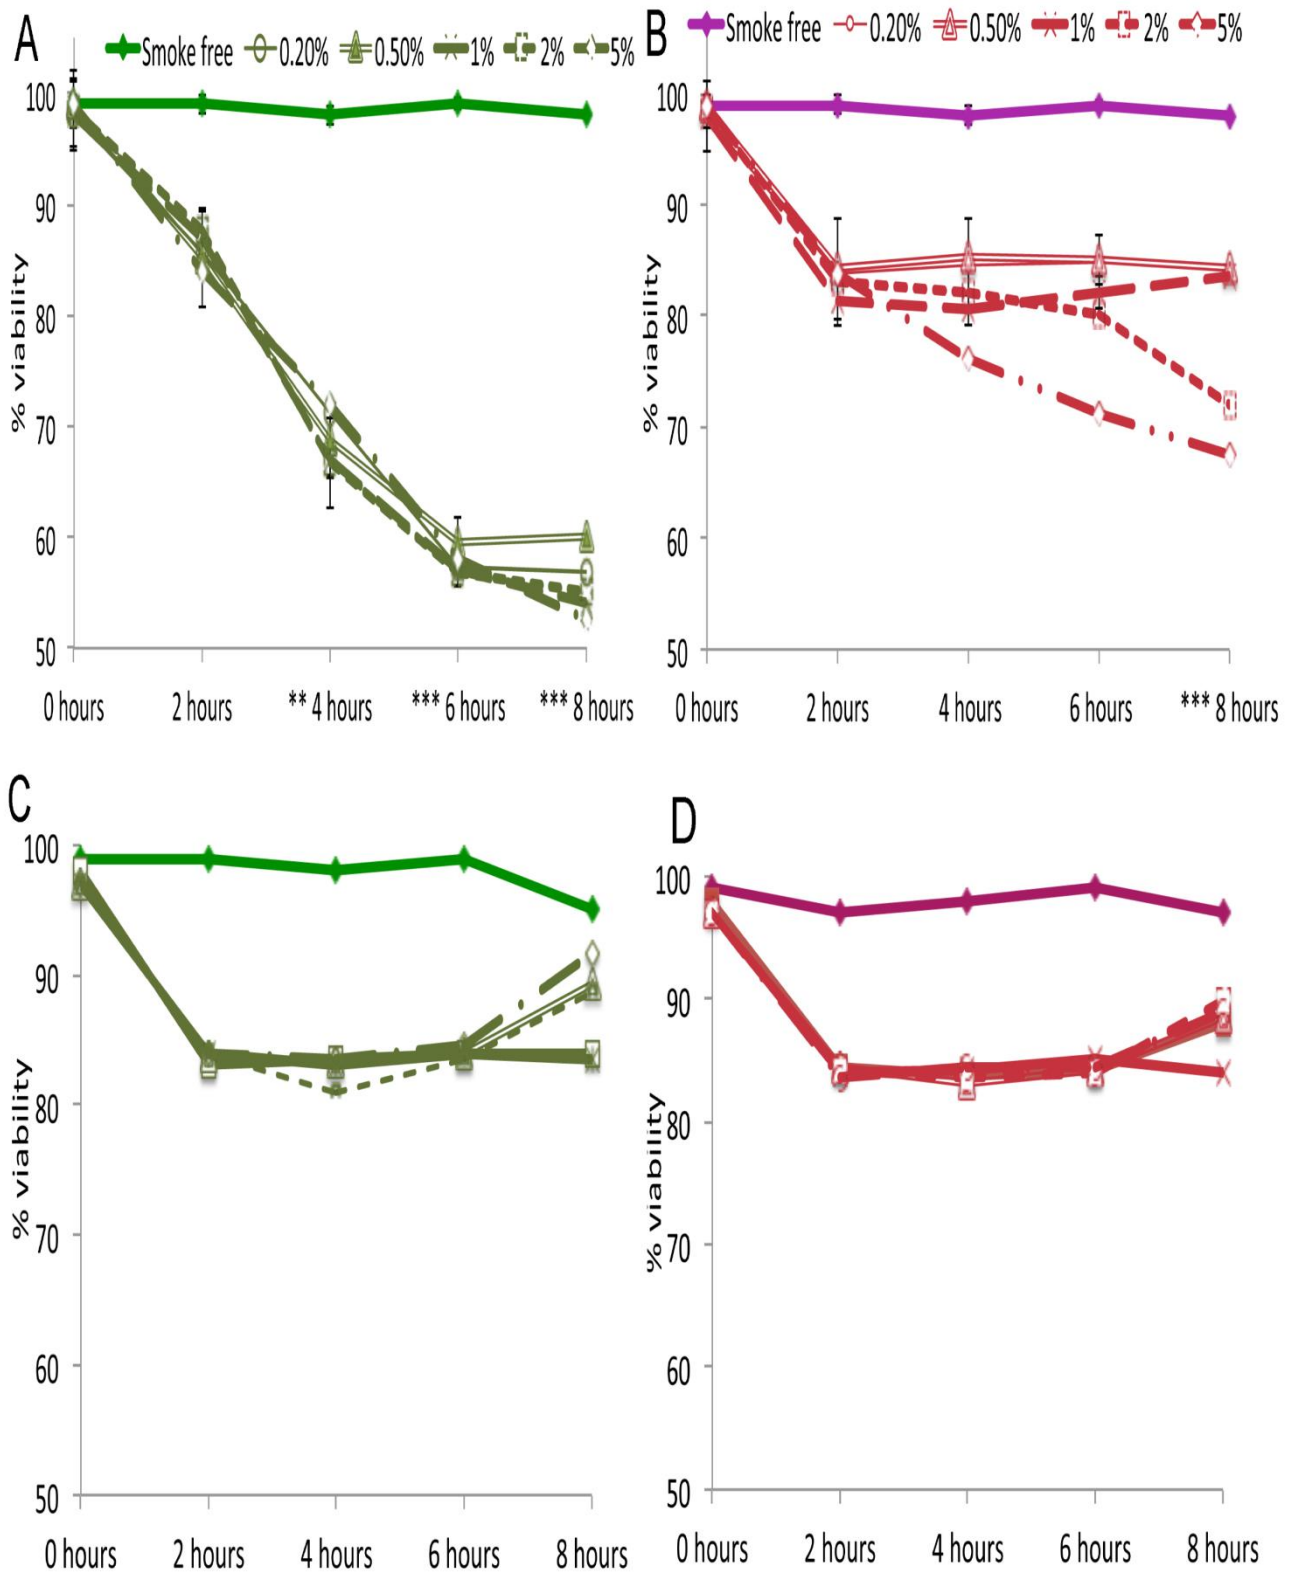 A
Smoke free 0.20% 0.50% 1% 2% 5%
100
90
80
70
60
50
% viability
0 hours 2 hours ** 4 hours *** 6 hours *** 8 hours
B
Smoke free 0.20% 0.50% 1% 2% 5%
100
90
80
70
60
50
% viability
0 hours 2 hours 4 hours 6 hours *** 8 hours
C
100
90
80
70
60
50
% viability
0 hours 2 hours 4 hours 6 hours 8 hours
D
100
90
80
70
60
50
% viability
0 hours 2 hours 4 hours 6 hours 8 hours